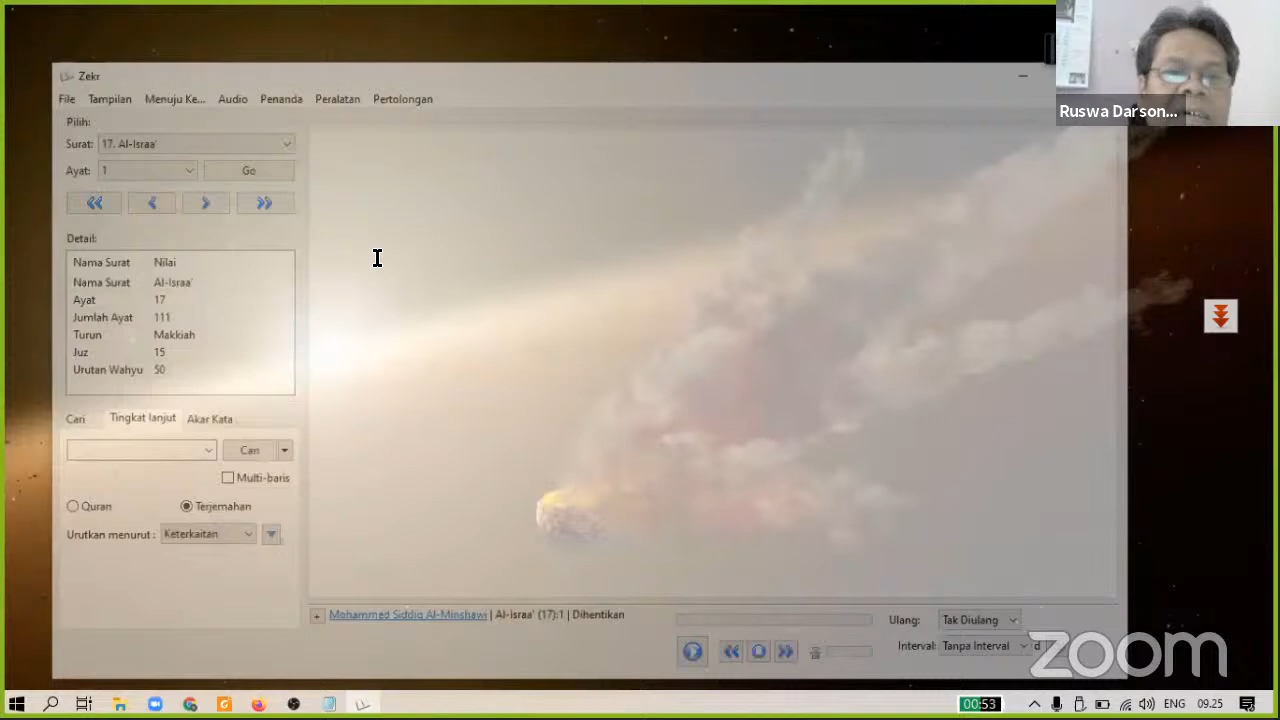 Zekr
File Tampilan Menuju Ke... Audio Penanda Peralatan Pertolongan
Ruswa Darson...
Pilih:
Surat: 17. Al-Israa'
Ayat: 1 Go
Detail:
Nama Surat Nilai
Nama Surat Al-Israa'
Ayat 17
Jumlah Ayat 111
Turun Makkiah
Juz 15
Urutan Wahyu 50
Cari Tingkat lanjut Akar Kata
Cari
Multi-baris
Quran Terjemahan
Urutkan menurut : Keterkaitan
+ Mohammed Siddiq Al-Minshawi | Al-Israa' (17):1 | Dihentikan
Ulang: Tak Diulang
Interval: Tanpa Interval d
zoom
00:53 ENG 09.25